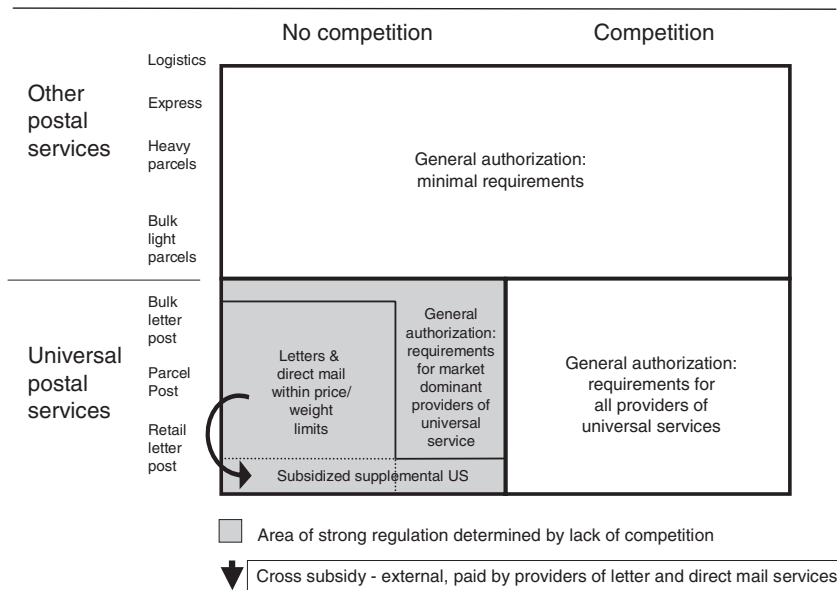 No competition
Competition
Other
postal
services
Logistics
Express
Heavy
parcels
Bulk
light
parcels
General authorization:
minimal requirements
Universal
postal
services
Bulk
letter
post
Parcel
Post
Retail
letter
post
Letters &
direct mail
within price/
weight
limits
General
authorization:
requirements
for market
dominant
providers of
universal
service
General authorization:
requirements for
all providers of
universal services
Subsidized supplemental US
Area of strong regulation determined by lack of competition
Cross subsidy - external, paid by providers of letter and direct mail services